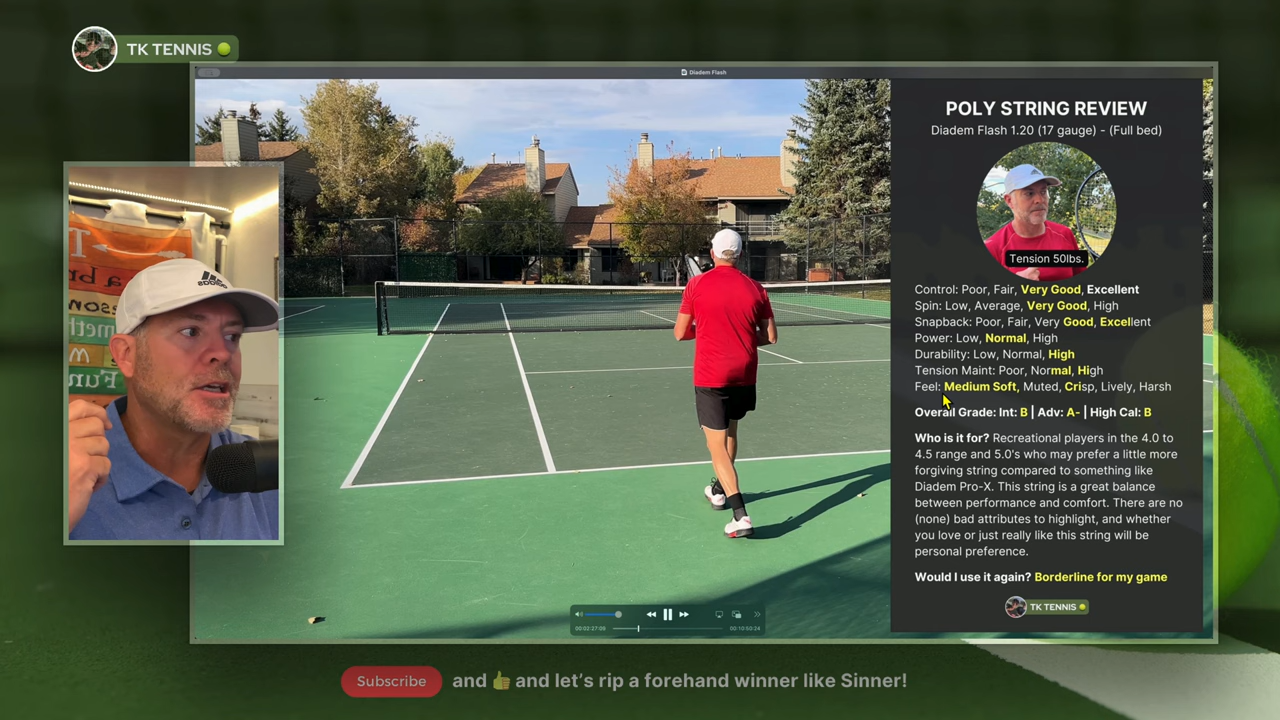 TK TENNIS
Diadem Flash
POLY STRING REVIEW
Diadem Flash 1.20 (17 gauge) - (Full bed)
Tension 50lbs.
Control: Poor, Fair, Very Good, Excellent
Spin: Low, Average, Very Good, High
Snapback: Poor, Fair, Very Good, Excellent
Power: Low, Normal, High
Durability: Low, Normal, High
Tension Maint: Poor, Normal, High
Feel: Medium Soft, Muted, Crisp, Lively, Harsh
Overall Grade: Int: B | Adv: A- | High Cal: B
Who is it for? Recreational players in the 4.0 to
4.5 range and 5.0's who may prefer a little more
forgiving string compared to something like
Diadem Pro-X. This string is a great balance
between performance and comfort. There are no
(none) bad attributes to highlight, and whether
you love or just really like this string will be
personal preference.
Would I use it again? Borderline for my game
TK TENNIS
adidas
Subscribe and 👍 and let's rip a forehand winner like Sinner!